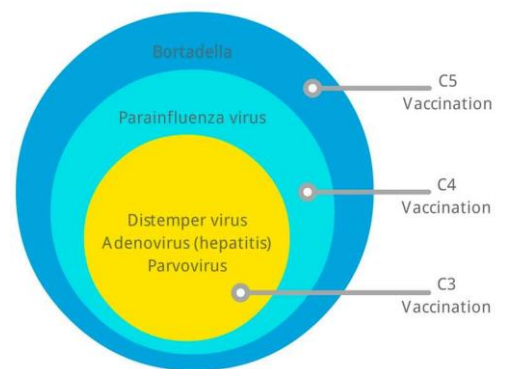 Bortadella
C5
Vaccination
Parainfluenza virus
C4
Vaccination
Distemper virus
Adenovirus (hepatitis)
Parvovirus
C3
Vaccination